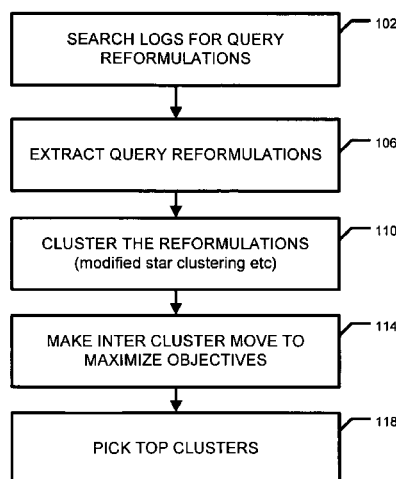 SEARCH LOGS FOR QUERY
REFORMULATIONS
102
EXTRACT QUERY REFORMULATIONS
106
CLUSTER THE REFORMULATIONS
(modified star clustering etc)
110
MAKE INTER CLUSTER MOVE TO
MAXIMIZE OBJECTIVES
114
PICK TOP CLUSTERS
118